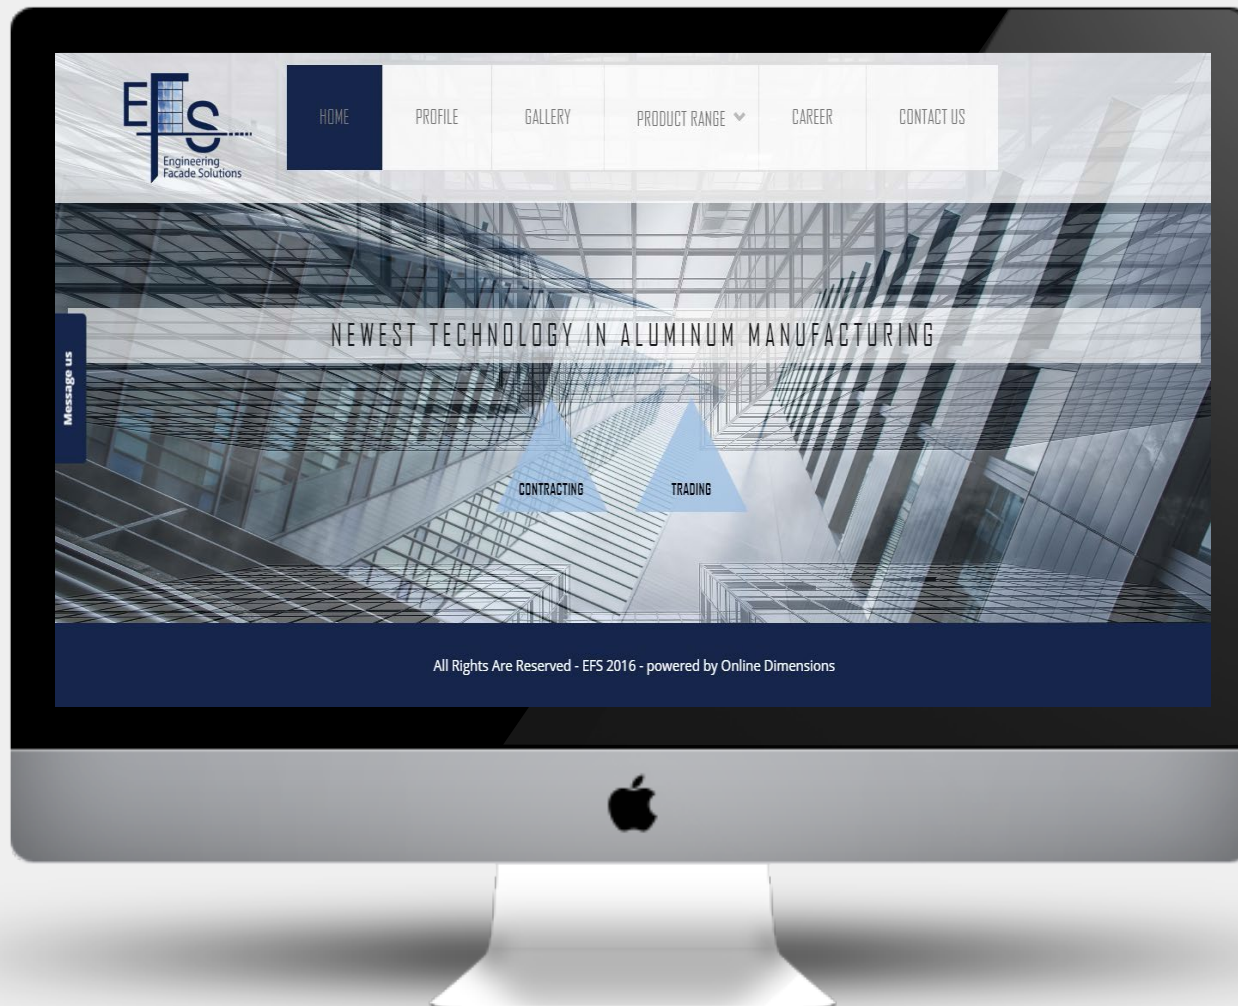 EFS
Engineering
Facade Solutions
HOME
PROFILE
GALLERY
PRODUCT RANGE
CAREER
CONTACT US
NEWEST TECHNOLOGY IN ALUMINUM MANUFACTURING
Message us
CONTRACTING
TRADING
All Rights Are Reserved - EFS 2016 - powered by Online Dimensions